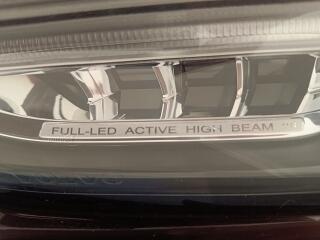 FULL-LED ACTIVE HIGH BEAM